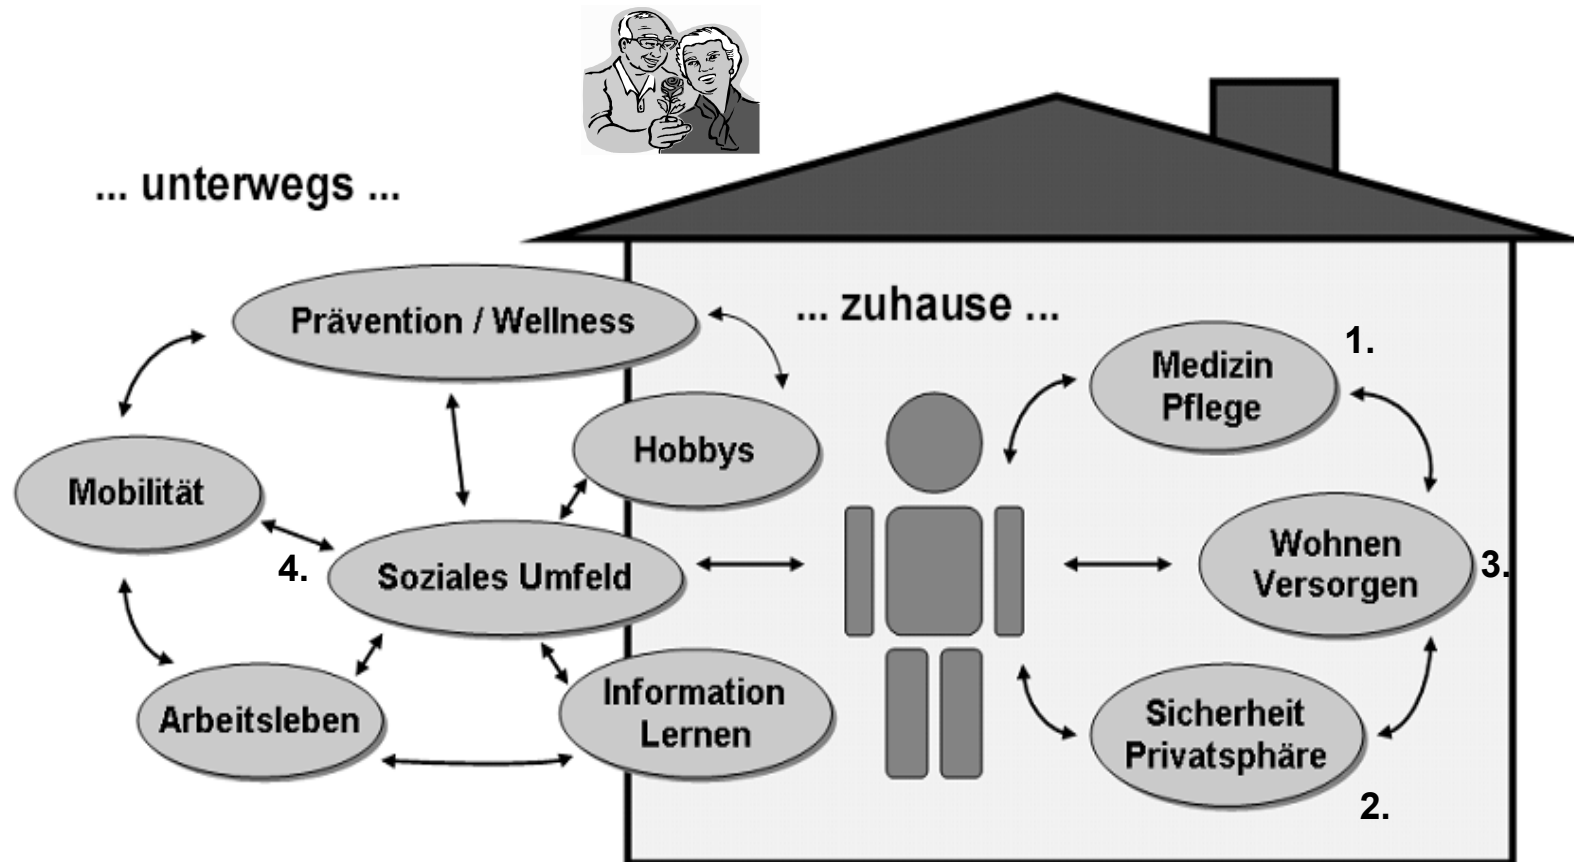 ... unterwegs ...
... zuhause ...
Prävention / Wellness
1.
Medizin
Pflege
Hobbys
Mobilität
Wohnen
Versorgen
3.
4.
Soziales Umfeld
Information
Lernen
Arbeitsleben
Sicherheit
Privatsphäre
2.